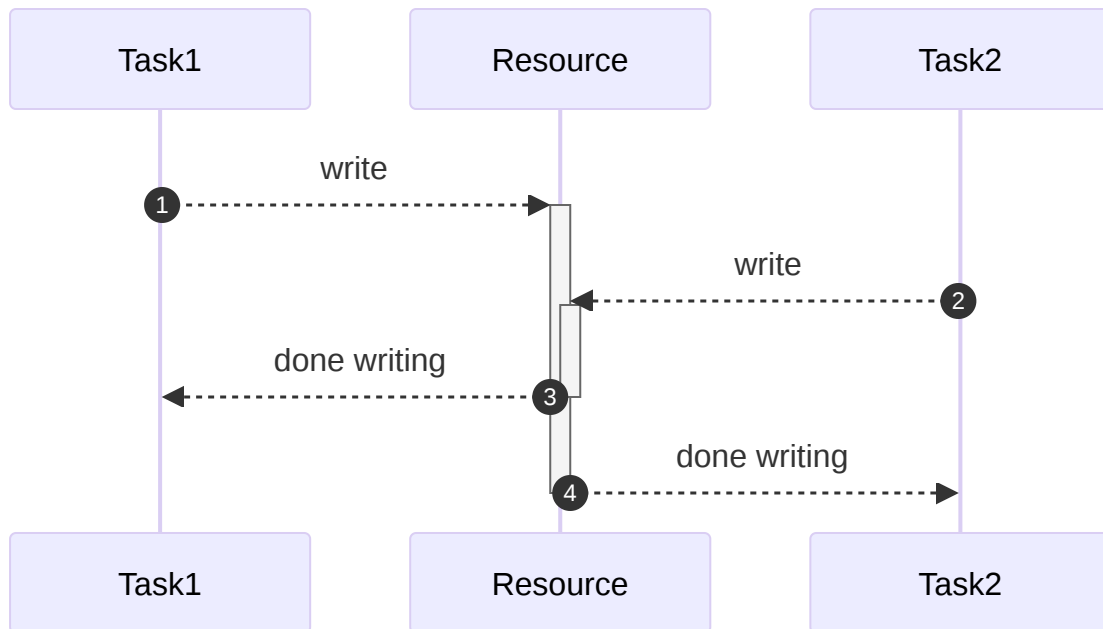 Task1
Resource
Task2
write
1
write
2
done writing
3
done writing
4
Task1
Resource
Task2